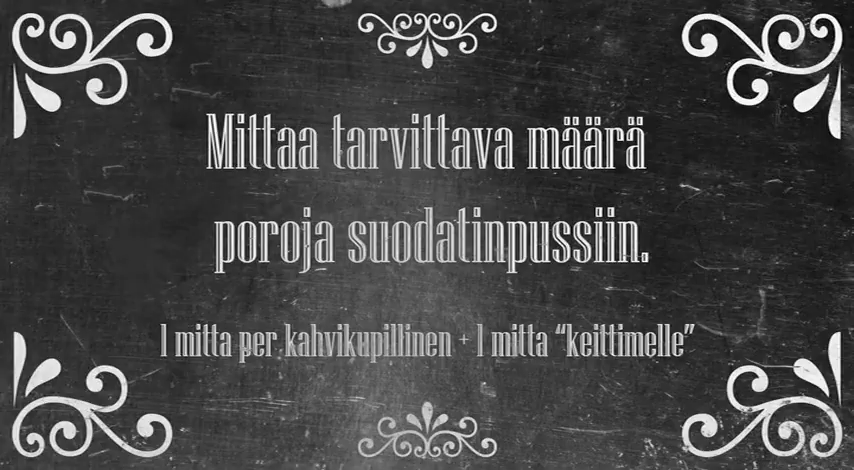 Mittaa tarvittava määrä
poroja suodatinpussiin.
1 mitta per kahvikupillinen + 1 mitta “keittimelle”